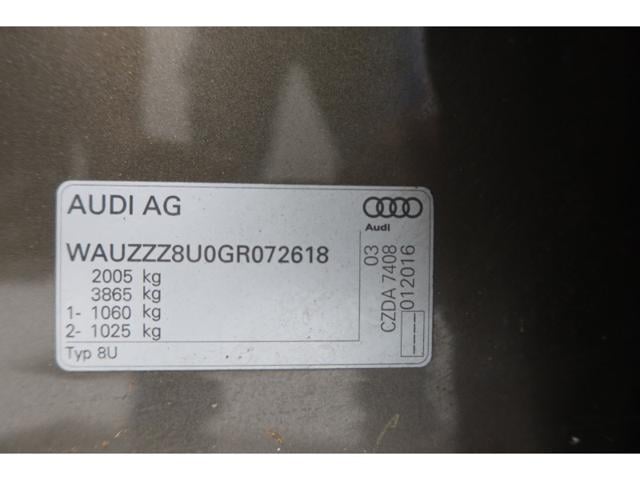 AUDI AG
Audi
WAUZZZ8U0GR072618
2005 kg
3865 kg
1- 1060 kg
2- 1025 kg
Typ 8U
03
CZDA 7408
012016